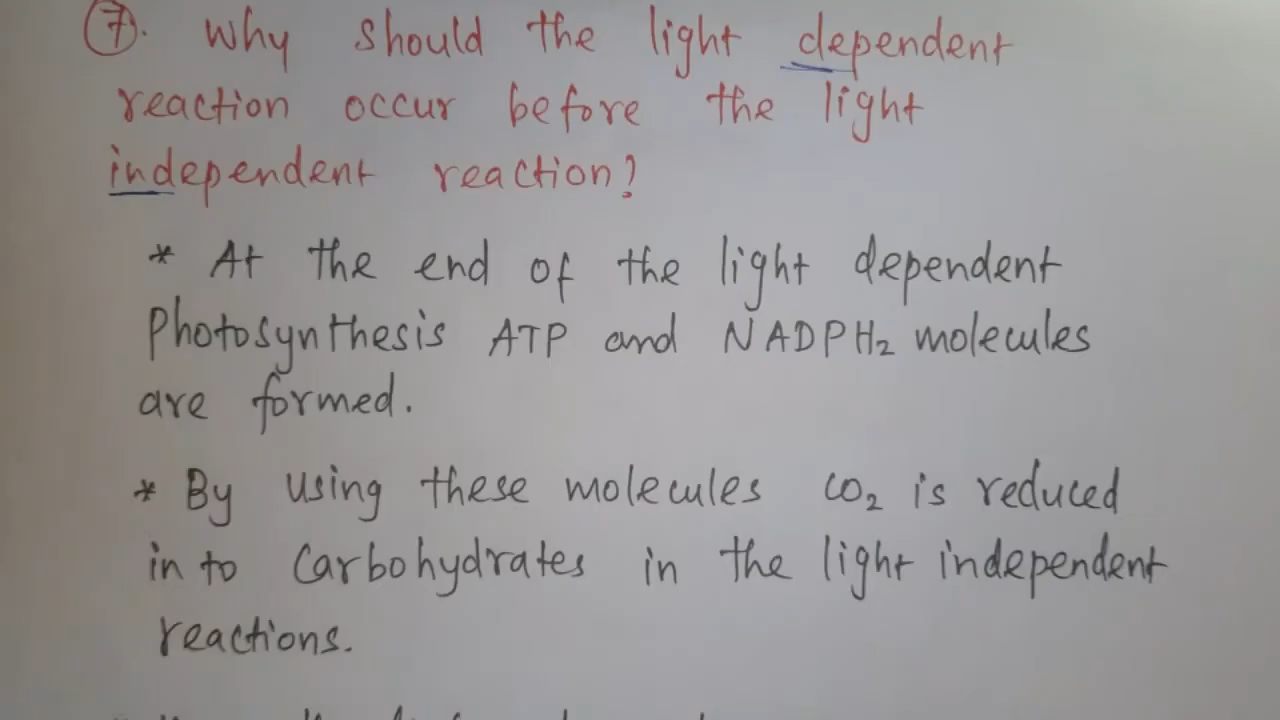 7. Why should the light dependent
reaction occur before the light
independent reaction?
* At the end of the light dependent
Photosynthesis ATP and NADPH₂ molecules
are formed.
* By using these molecules CO₂ is reduced
in to Carbohydrates in the light independent
reactions.